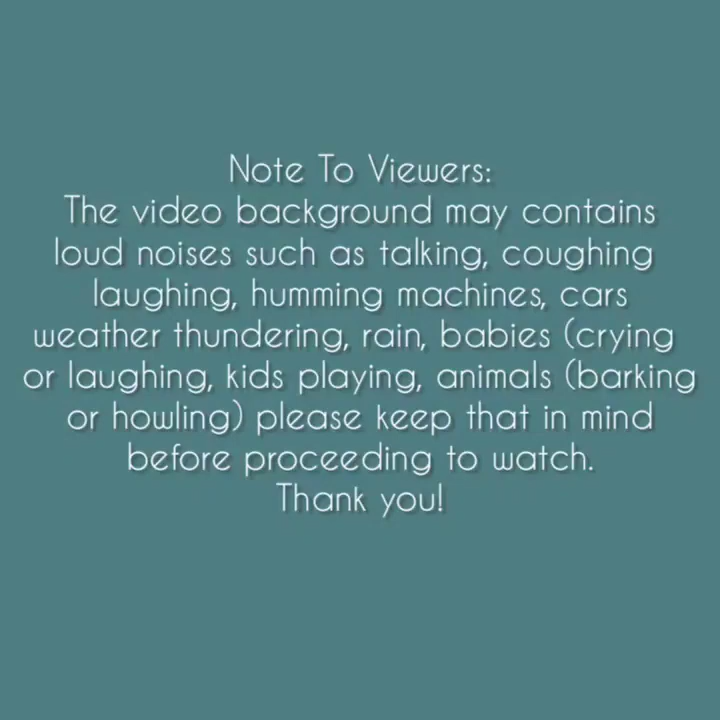 Note To Viewers:
The video background may contains
loud noises such as talking, coughing
laughing, humming machines, cars
weather thundering, rain, babies (crying
or laughing, kids playing, animals (barking
or howling) please keep that in mind
before proceeding to watch.
Thank you!